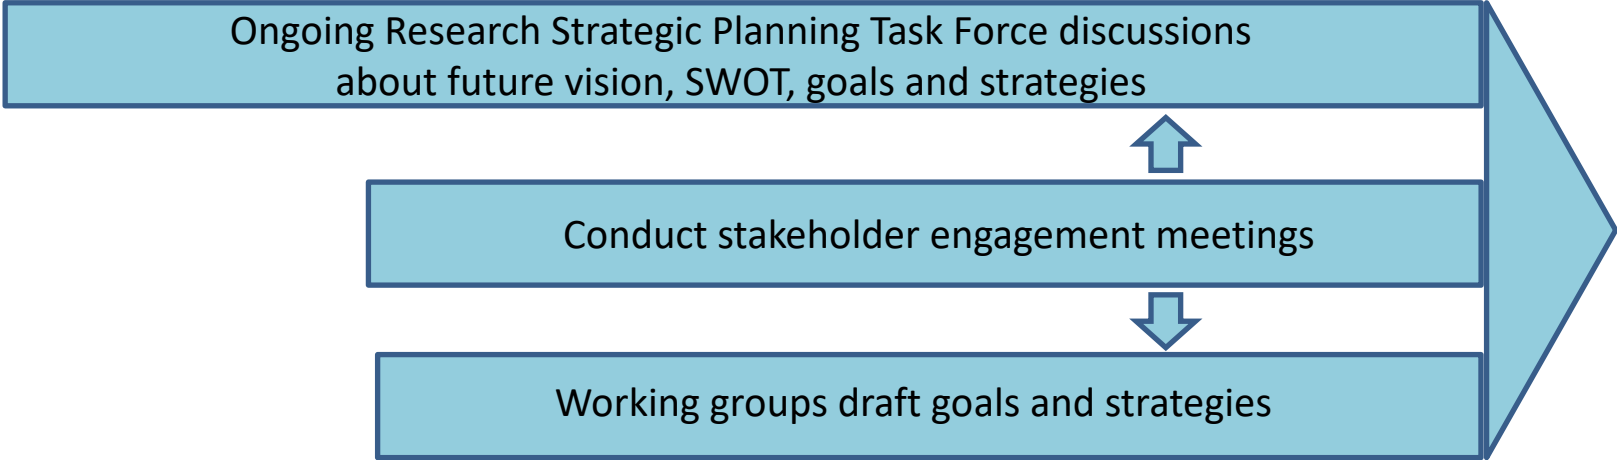 Ongoing Research Strategic Planning Task Force discussions
about future vision, SWOT, goals and strategies
Conduct stakeholder engagement meetings
Working groups draft goals and strategies